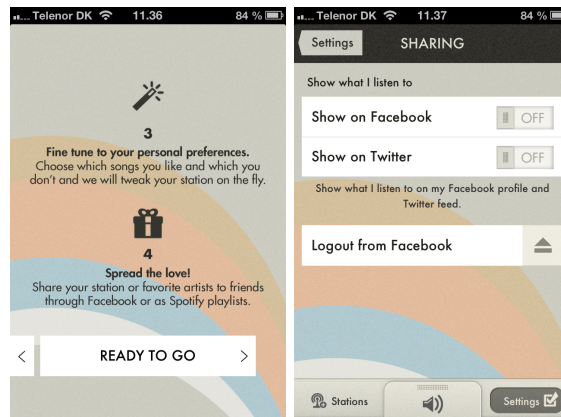 Telenor DK 11.36 84 %
3
Fine tune to your personal preferences.
Choose which songs you like and which you
don't and we will tweak your station on the fly.
4
Spread the love!
Share your station or favorite artists to friends
through Facebook or as Spotify playlists.
READY TO GO
... Telenor DK 11.37 84 %
Settings SHARING
Show what I listen to
Show on Facebook OFF
Show on Twitter OFF
Show what I listen to on my Facebook profile and
Twitter feed.
Logout from Facebook
Stations Settings